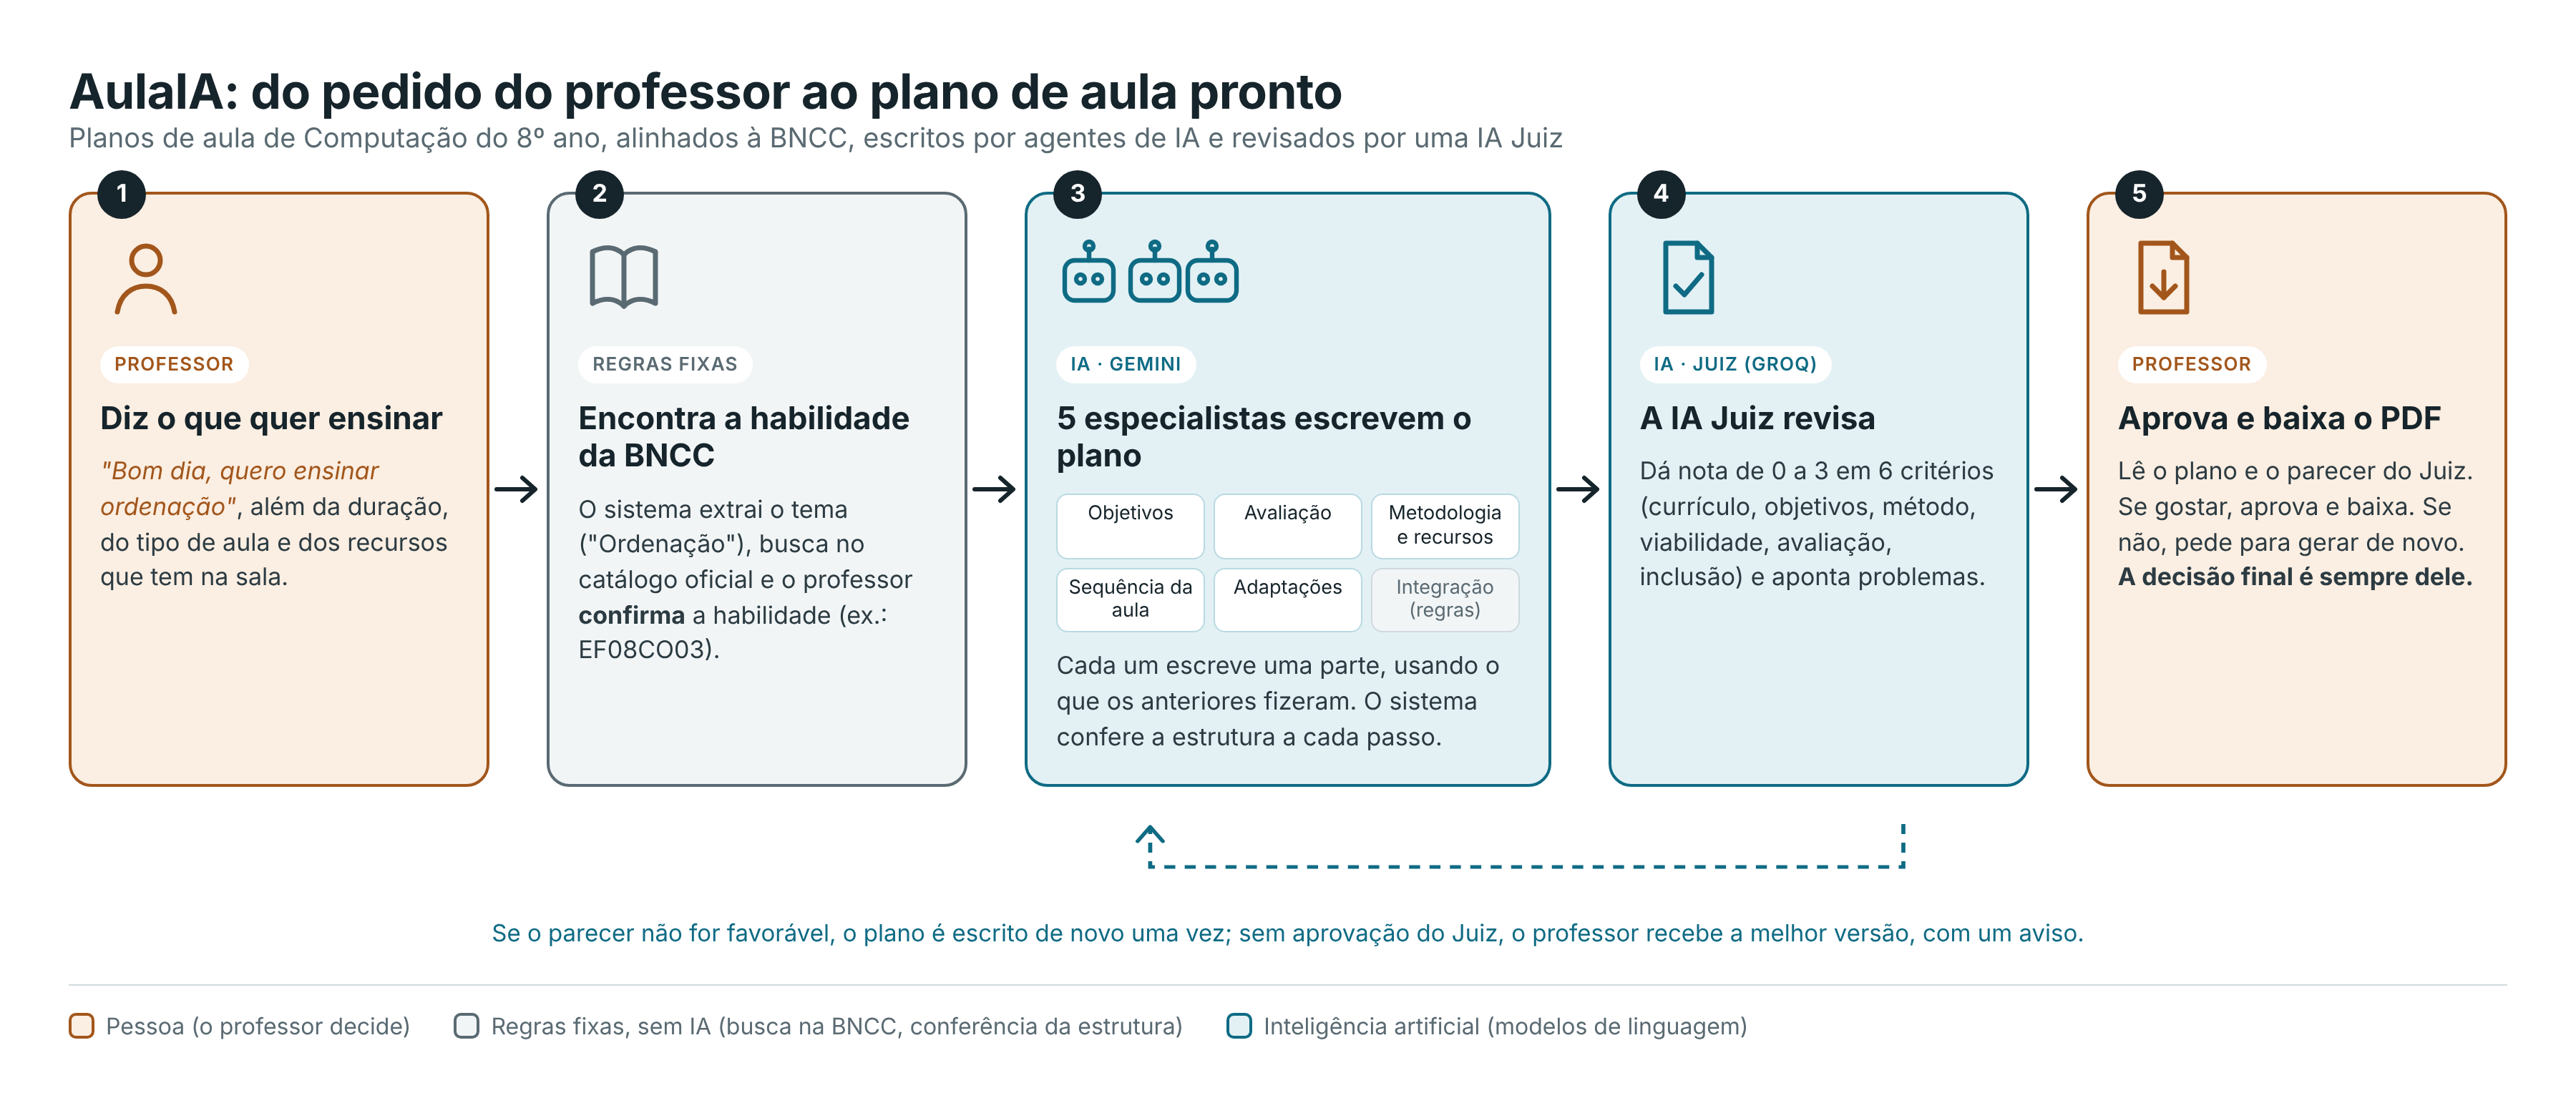 AulaIA: do pedido do professor ao plano de aula pronto
Planos de aula de Computação do 8º ano, alinhados à BNCC, escritos por agentes de IA e revisados por uma IA Juiz
1
PROFESSOR
Diz o que quer ensinar
"Bom dia, quero ensinar
ordenação", além da duração,
do tipo de aula e dos recursos
que tem na sala.
2
REGRAS FIXAS
Encontra a habilidade
da BNCC
O sistema extrai o tema
("Ordenação"), busca no
catálogo oficial e o professor
confirma a habilidade (ex.:
EF08CO03).
3
IA · GEMINI
5 especialistas escrevem o
plano
Objetivos
Avaliação
Metodologia
e recursos
Sequência da
aula
Adaptações
Integração
(regras)
Cada um escreve uma parte, usando o
que os anteriores fizeram. O sistema
confere a estrutura a cada passo.
4
IA · JUIZ (GROQ)
A IA Juiz revisa
Dá nota de 0 a 3 em 6 critérios
(currículo, objetivos, método,
viabilidade, avaliação,
inclusão) e aponta problemas.
5
PROFESSOR
Aprova e baixa o PDF
Lê o plano e o parecer do Juiz.
Se gostar, aprova e baixa. Se
não, pede para gerar de novo.
A decisão final é sempre dele.
Se o parecer não for favorável, o plano é escrito de novo uma vez; sem aprovação do Juiz, o professor recebe a melhor versão, com um aviso.
Pessoa (o professor decide)
Regras fixas, sem IA (busca na BNCC, conferência da estrutura)
Inteligência artificial (modelos de linguagem)